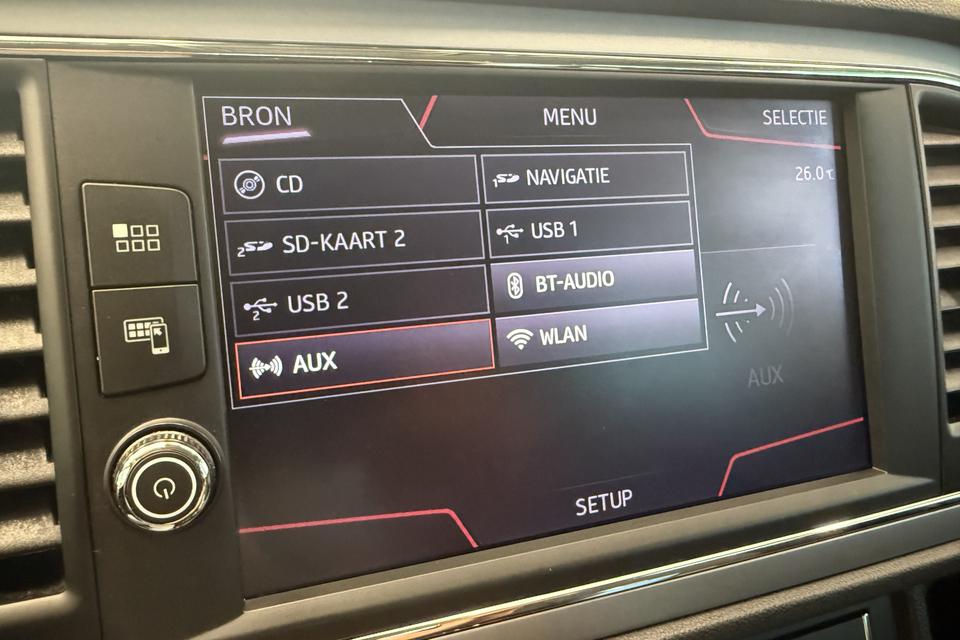 BRON
MENU
SELECTIE
26.0°C
CD
NAVIGATIE
SD-KAART 2
USB 1
USB 2
BT-AUDIO
AUX
WLAN
AUX
SETUP